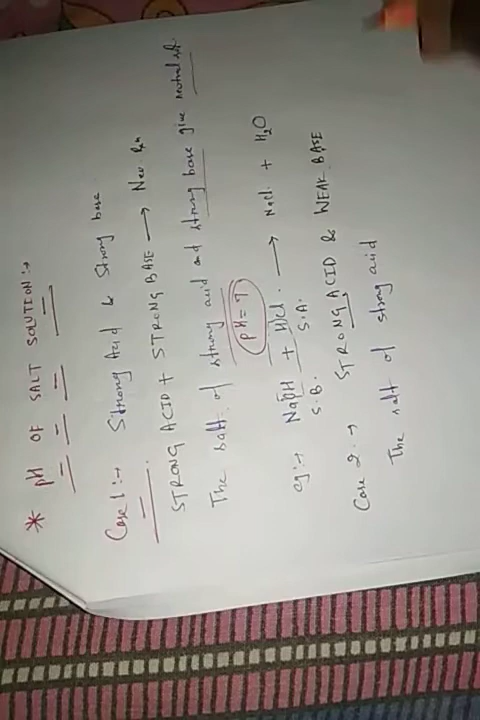 * pH OF SALT SOLUTION :→
Case 1 :→ Strong Acid & Strong base.
STRONG ACID + STRONG BASE → Neu. Rn
The salt of strong acid and strong base give neutral sol.
pH = 7
eg :→ NaOH + HCl. → NaCl. + H2O
S.B. S.A.
Case 2. → STRONG ACID & WEAK BASE
The salt of strong acid